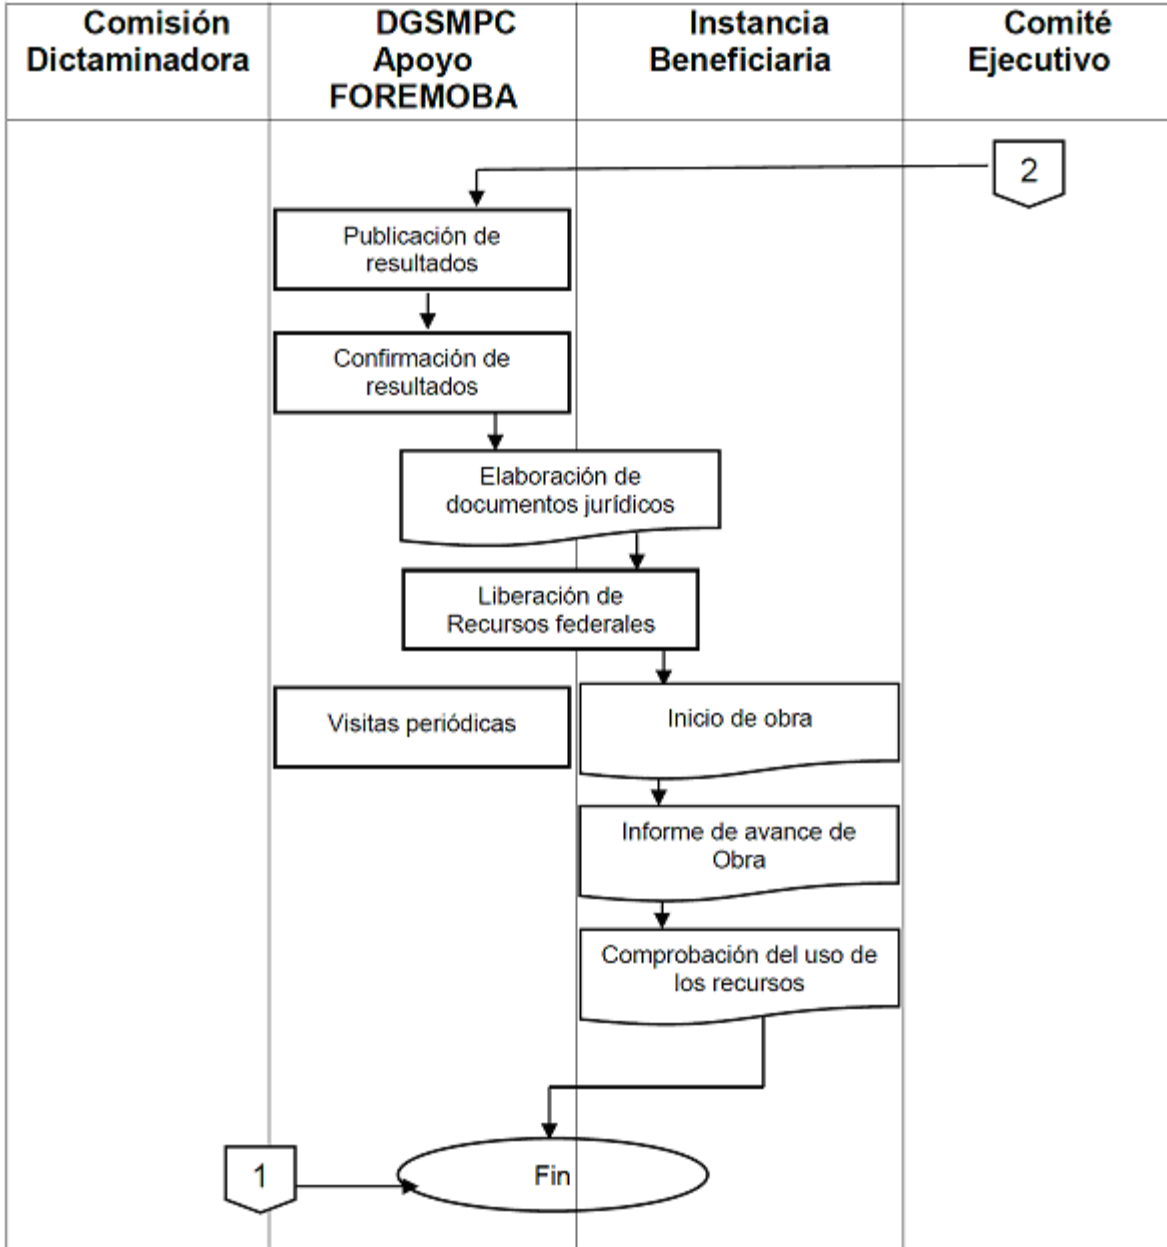 Comisión
Dictaminadora
DGSMPC
Apoyo
FOREMOBA
Instancia
Beneficiaria
Comité
Ejecutivo
2
Publicación de
resultados
Confirmación de
resultados
Elaboración de
documentos jurídicos
Liberación de
Recursos federales
Visitas periódicas
Inicio de obra
Informe de avance de
Obra
Comprobación del uso de
los recursos
1
Fin